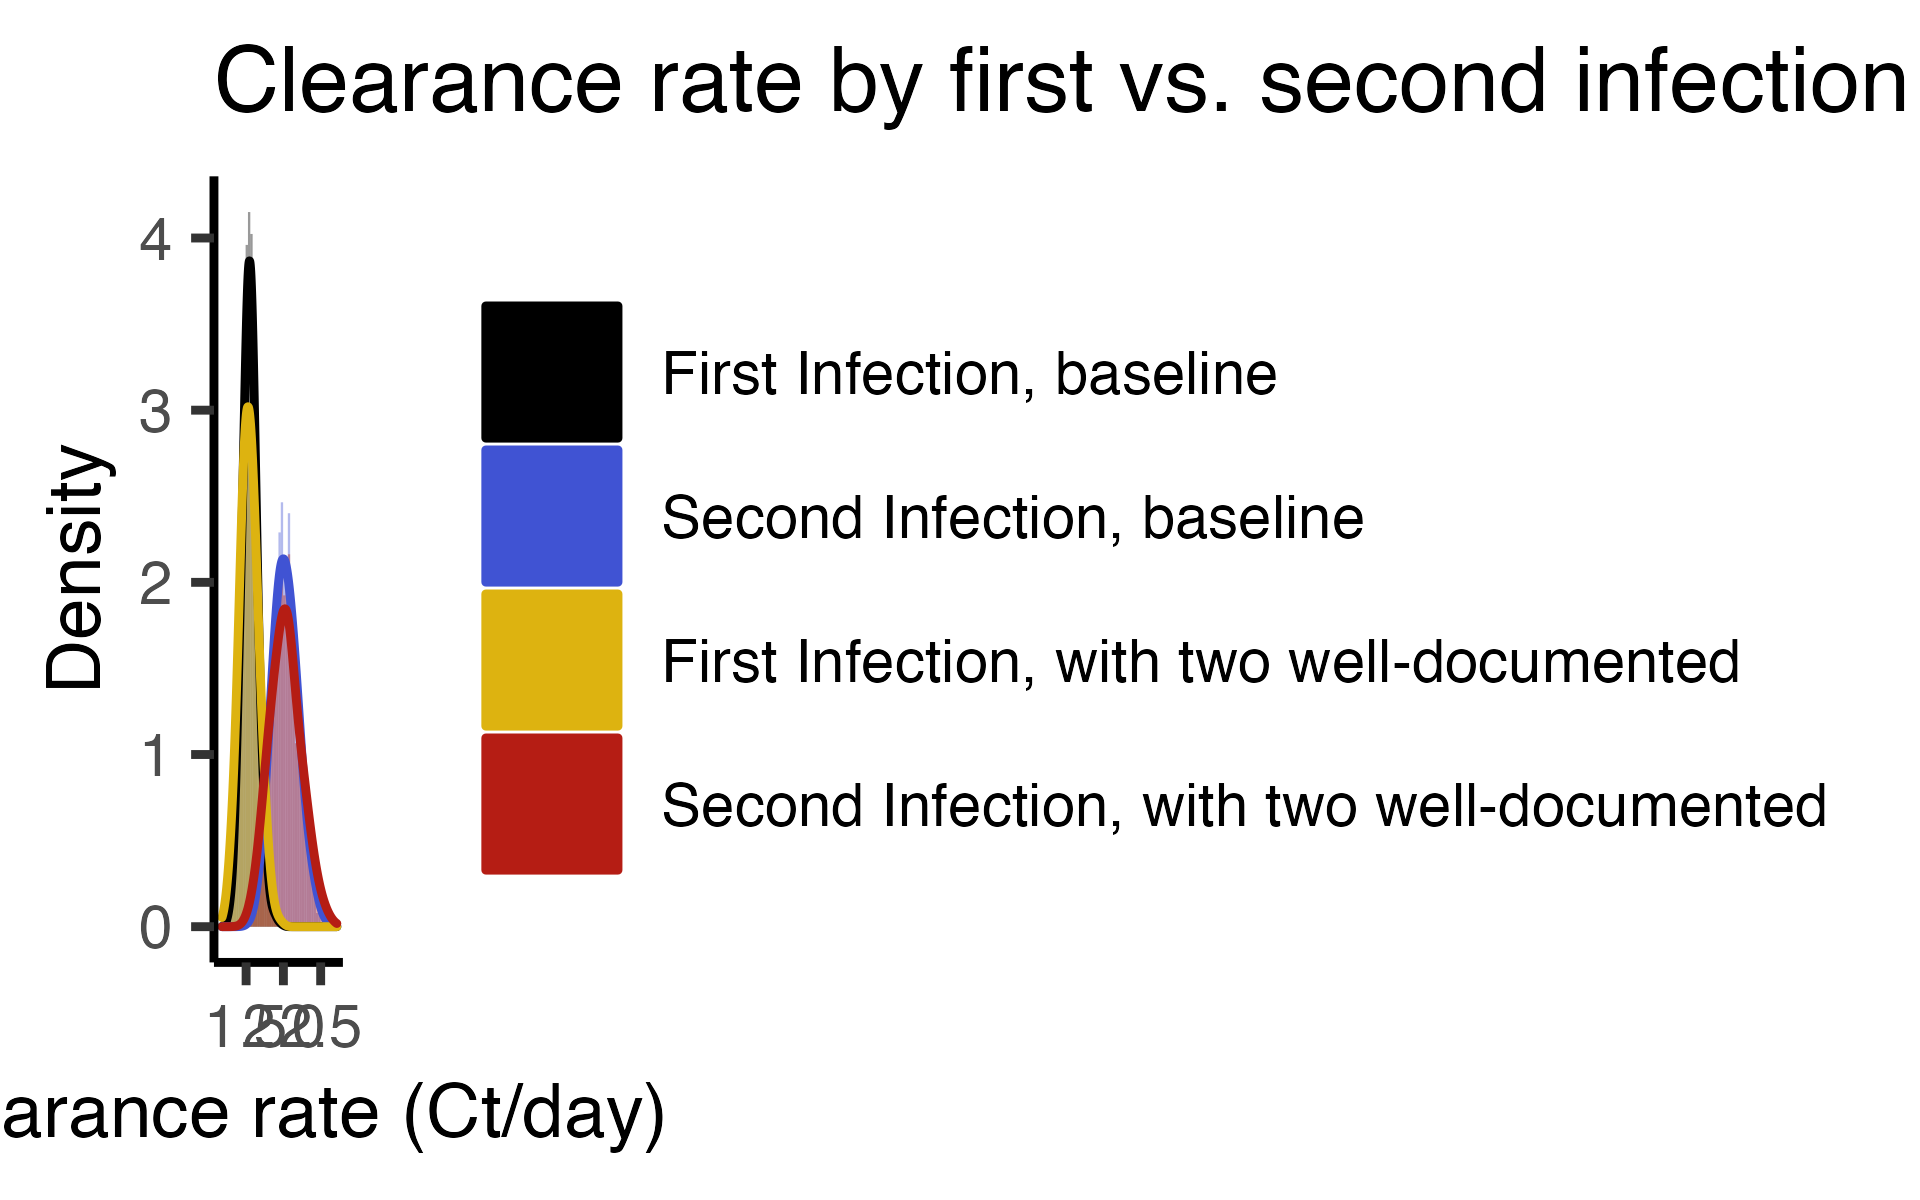 Clearance rate by first vs. second infection
4
3
2
1
0
Density
1.5
2.0
2.5
arance rate (Ct/day)
First Infection, baseline
Second Infection, baseline
First Infection, with two well-documented
Second Infection, with two well-documented